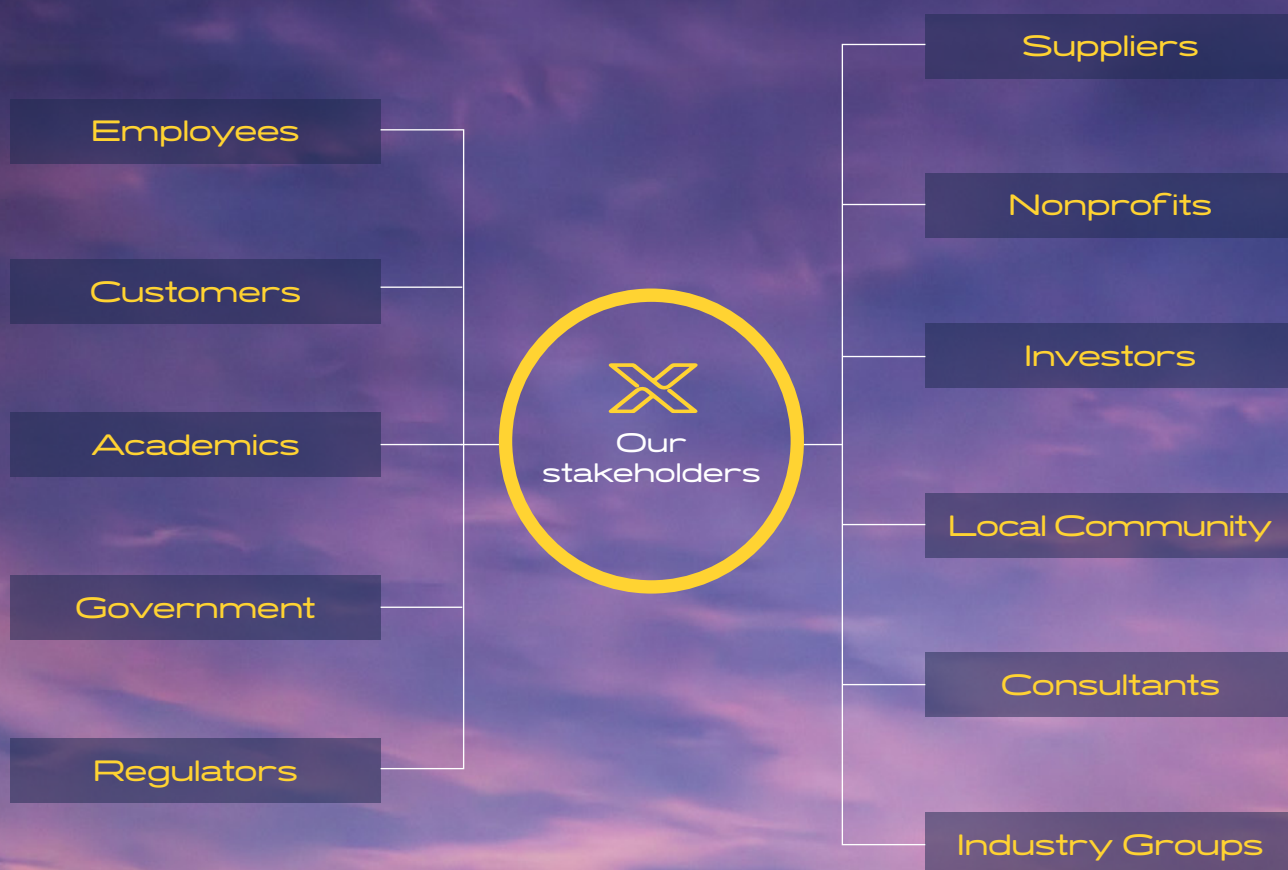 Employees
Customers
Academics
Government
Regulators
Our
stakeholders
Suppliers
Nonprofits
Investors
Local Community
Consultants
Industry Groups